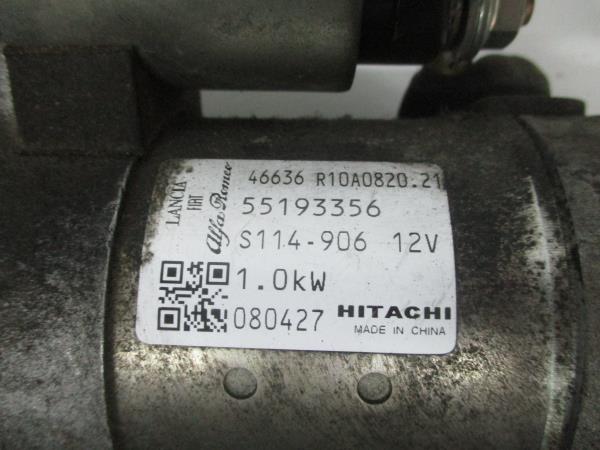 LANCIA
FIAT
Alfa Romeo
46636 R10A0820.21
55193356
S114-906 12V
1.0kW
080427 HITACHI
MADE IN CHINA